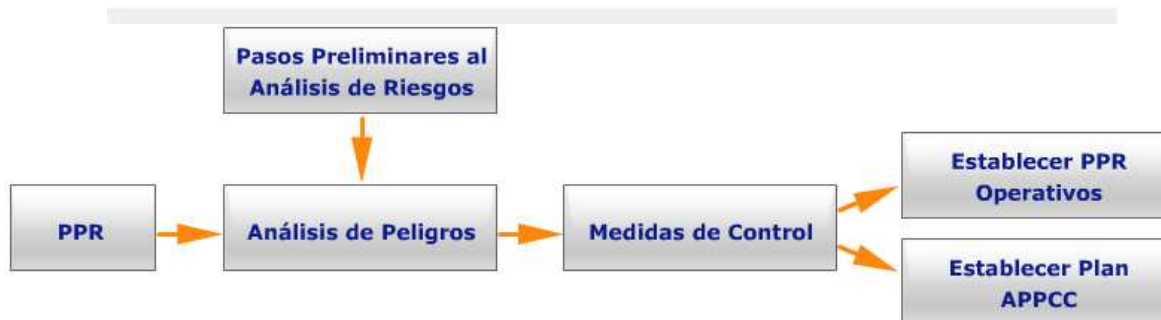 Pasos Preliminares al
Análisis de Riesgos
PPR
Análisis de Peligros
Medidas de Control
Establecer PPR
Operativos
Establecer Plan
APPCC